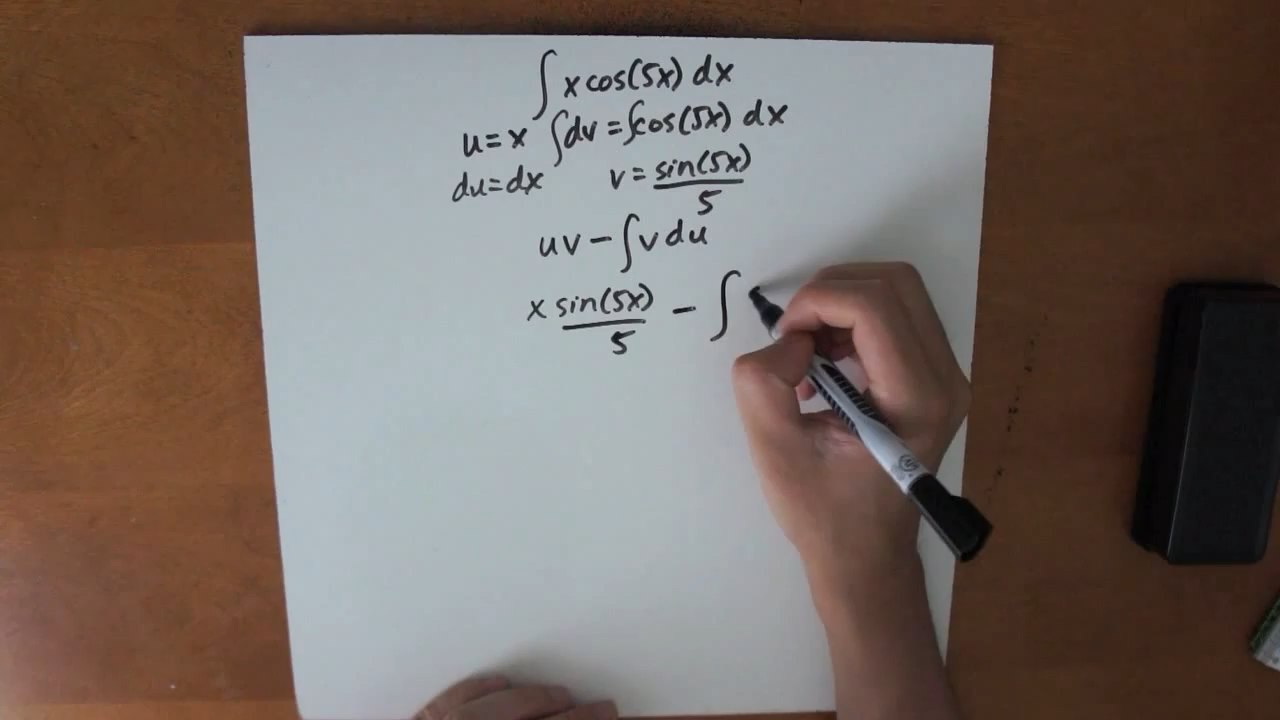 ∫ x cos(5x) dx
u = x ∫dv = ∫cos(5x) dx
du = dx v = sin(5x)/5
uv − ∫v du
x sin(5x)/5 − ∫